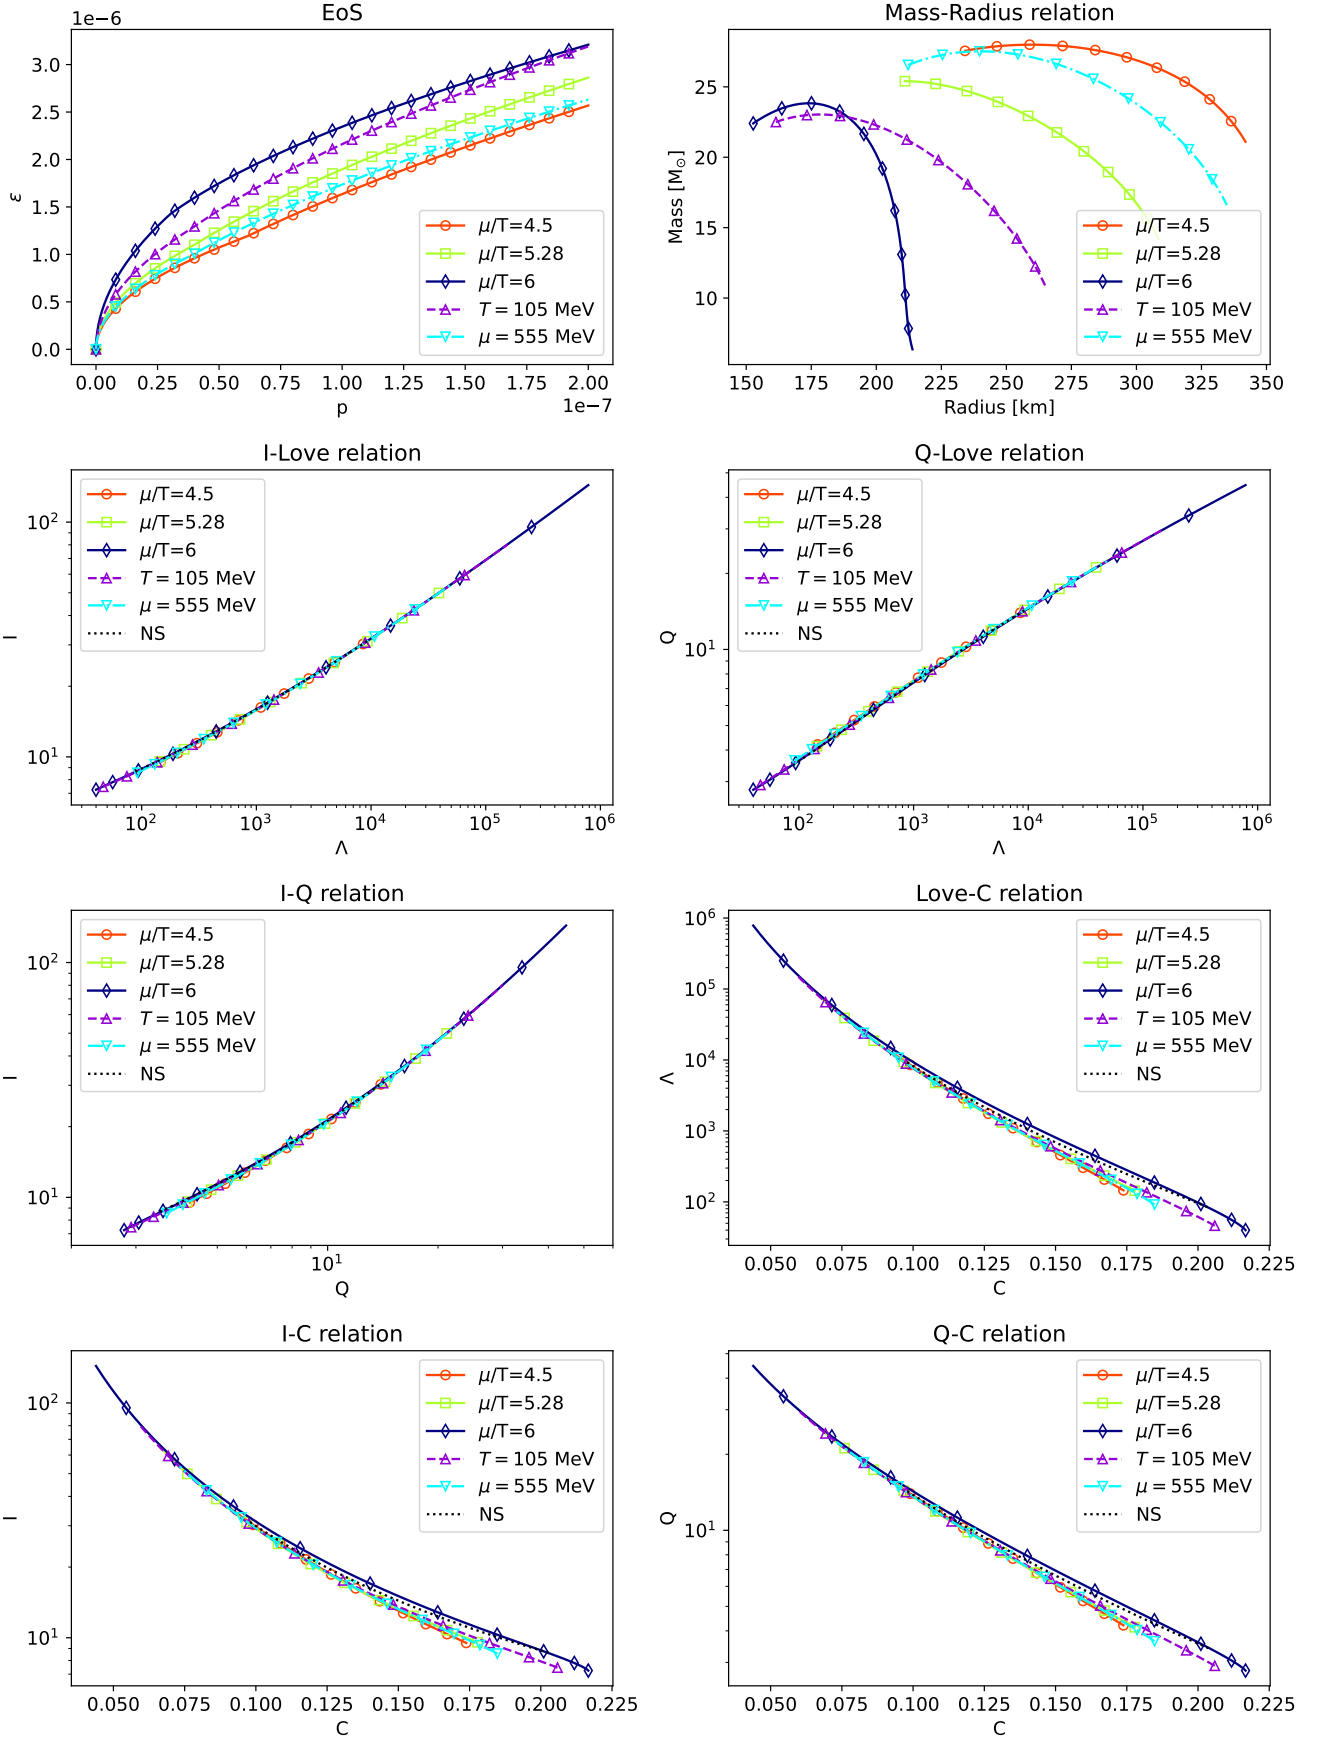 EoS
1e−6
3.0
2.5
2.0
1.5
1.0
0.5
0.0
ε
0.00 0.25 0.50 0.75 1.00 1.25 1.50 1.75 2.00
p
1e−7
μ/T=4.5
μ/T=5.28
μ/T=6
T = 105 MeV
μ = 555 MeV
Mass-Radius relation
25
20
15
10
Mass [M⊙]
150 175 200 225 250 275 300 325 350
Radius [km]
μ/T=4.5
μ/T=5.28
μ/T=6
T = 105 MeV
μ = 555 MeV
I-Love relation
10²
10¹
I
10² 10³ 10⁴ 10⁵ 10⁶
Λ
μ/T=4.5
μ/T=5.28
μ/T=6
T = 105 MeV
μ = 555 MeV
NS
Q-Love relation
10¹
Q
10² 10³ 10⁴ 10⁵ 10⁶
Λ
μ/T=4.5
μ/T=5.28
μ/T=6
T = 105 MeV
μ = 555 MeV
NS
I-Q relation
10²
10¹
I
10¹
Q
μ/T=4.5
μ/T=5.28
μ/T=6
T = 105 MeV
μ = 555 MeV
NS
Love-C relation
10⁶
10⁵
10⁴
10³
10²
Λ
0.050 0.075 0.100 0.125 0.150 0.175 0.200 0.225
C
μ/T=4.5
μ/T=5.28
μ/T=6
T = 105 MeV
μ = 555 MeV
NS
I-C relation
10²
10¹
I
0.050 0.075 0.100 0.125 0.150 0.175 0.200 0.225
C
μ/T=4.5
μ/T=5.28
μ/T=6
T = 105 MeV
μ = 555 MeV
NS
Q-C relation
10¹
Q
0.050 0.075 0.100 0.125 0.150 0.175 0.200 0.225
C
μ/T=4.5
μ/T=5.28
μ/T=6
T = 105 MeV
μ = 555 MeV
NS